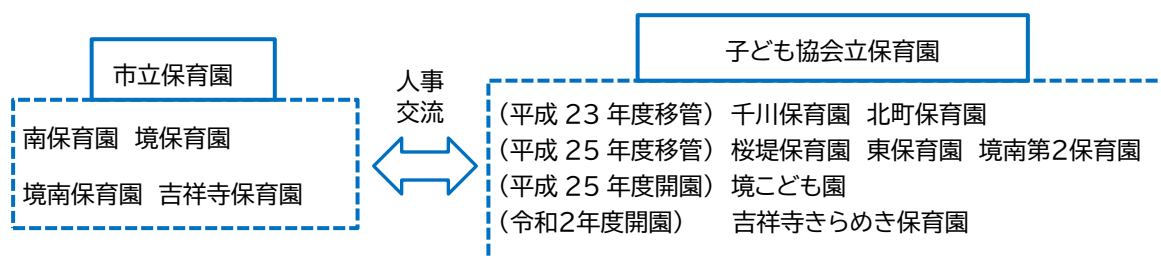 市立保育園
南保育園 境保育園
境南保育園 吉祥寺保育園
人事
交流
子ども協会立保育園
(平成 23 年度移管) 千川保育園 北町保育園
(平成 25 年度移管) 桜堤保育園 東保育園 境南第2保育園
(平成 25 年度開園) 境こども園
(令和2年度開園) 吉祥寺きらめき保育園